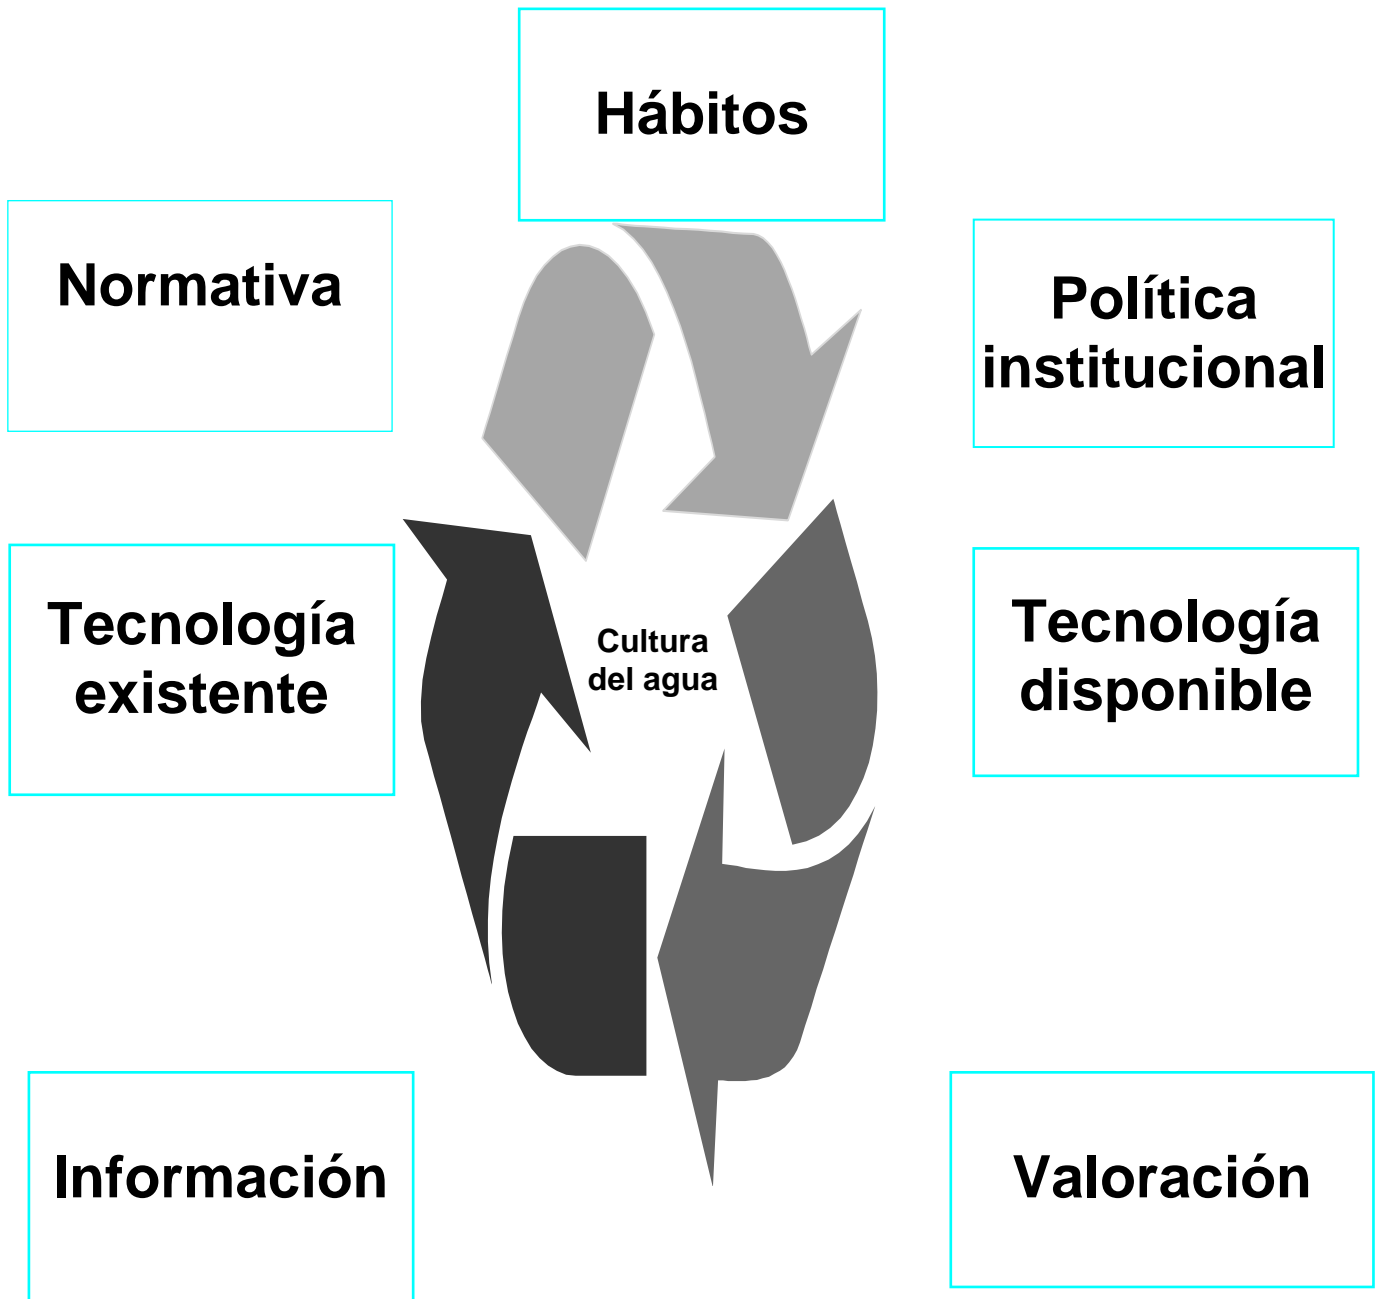 Hábitos
Normativa
Política
institucional
Tecnología
existente
Cultura
del agua
Tecnología
disponible
Información
Valoración